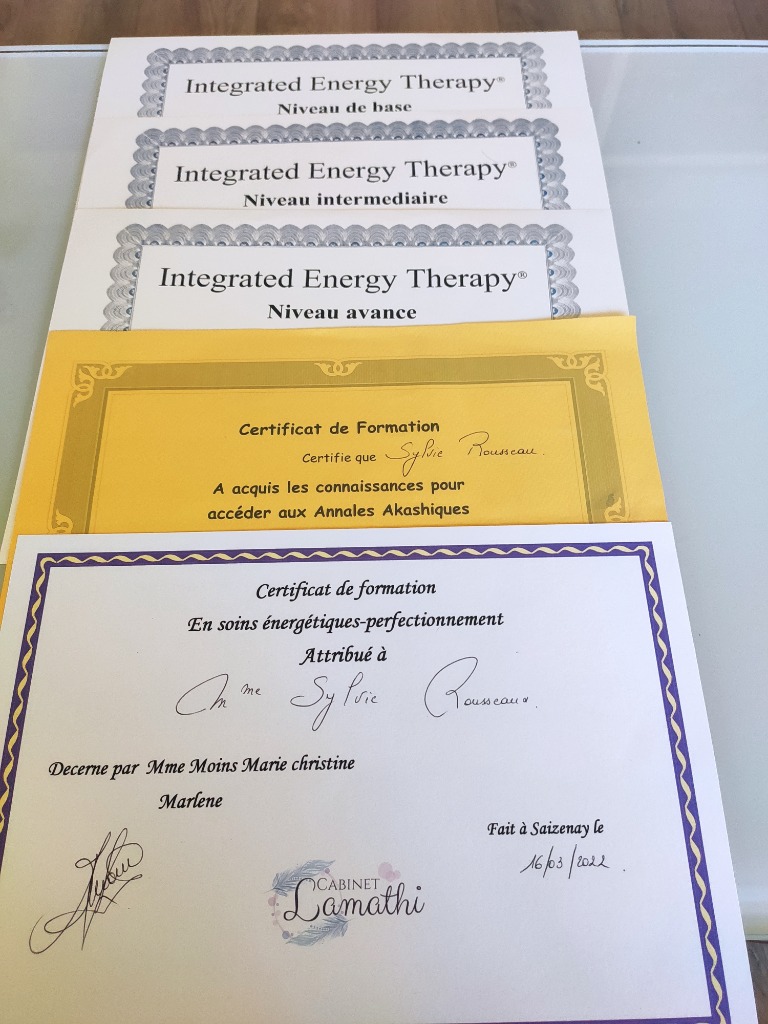 Integrated Energy Therapy®
Niveau de base
Integrated Energy Therapy®
Niveau intermediaire
Integrated Energy Therapy®
Niveau avance
Certificat de Formation
Certifie que Sylvie Rousseau.
A acquis les connaissances pour
accéder aux Annales Akashiques
Certificat de formation
En soins énergétiques-perfectionnement
Attribué à
Mme Sylvie Rousseau.
Decerne par Mme Moins Marie christine
Marlene
Fait à Saizenay le
16/03/2022.
CABINET
Lamathi